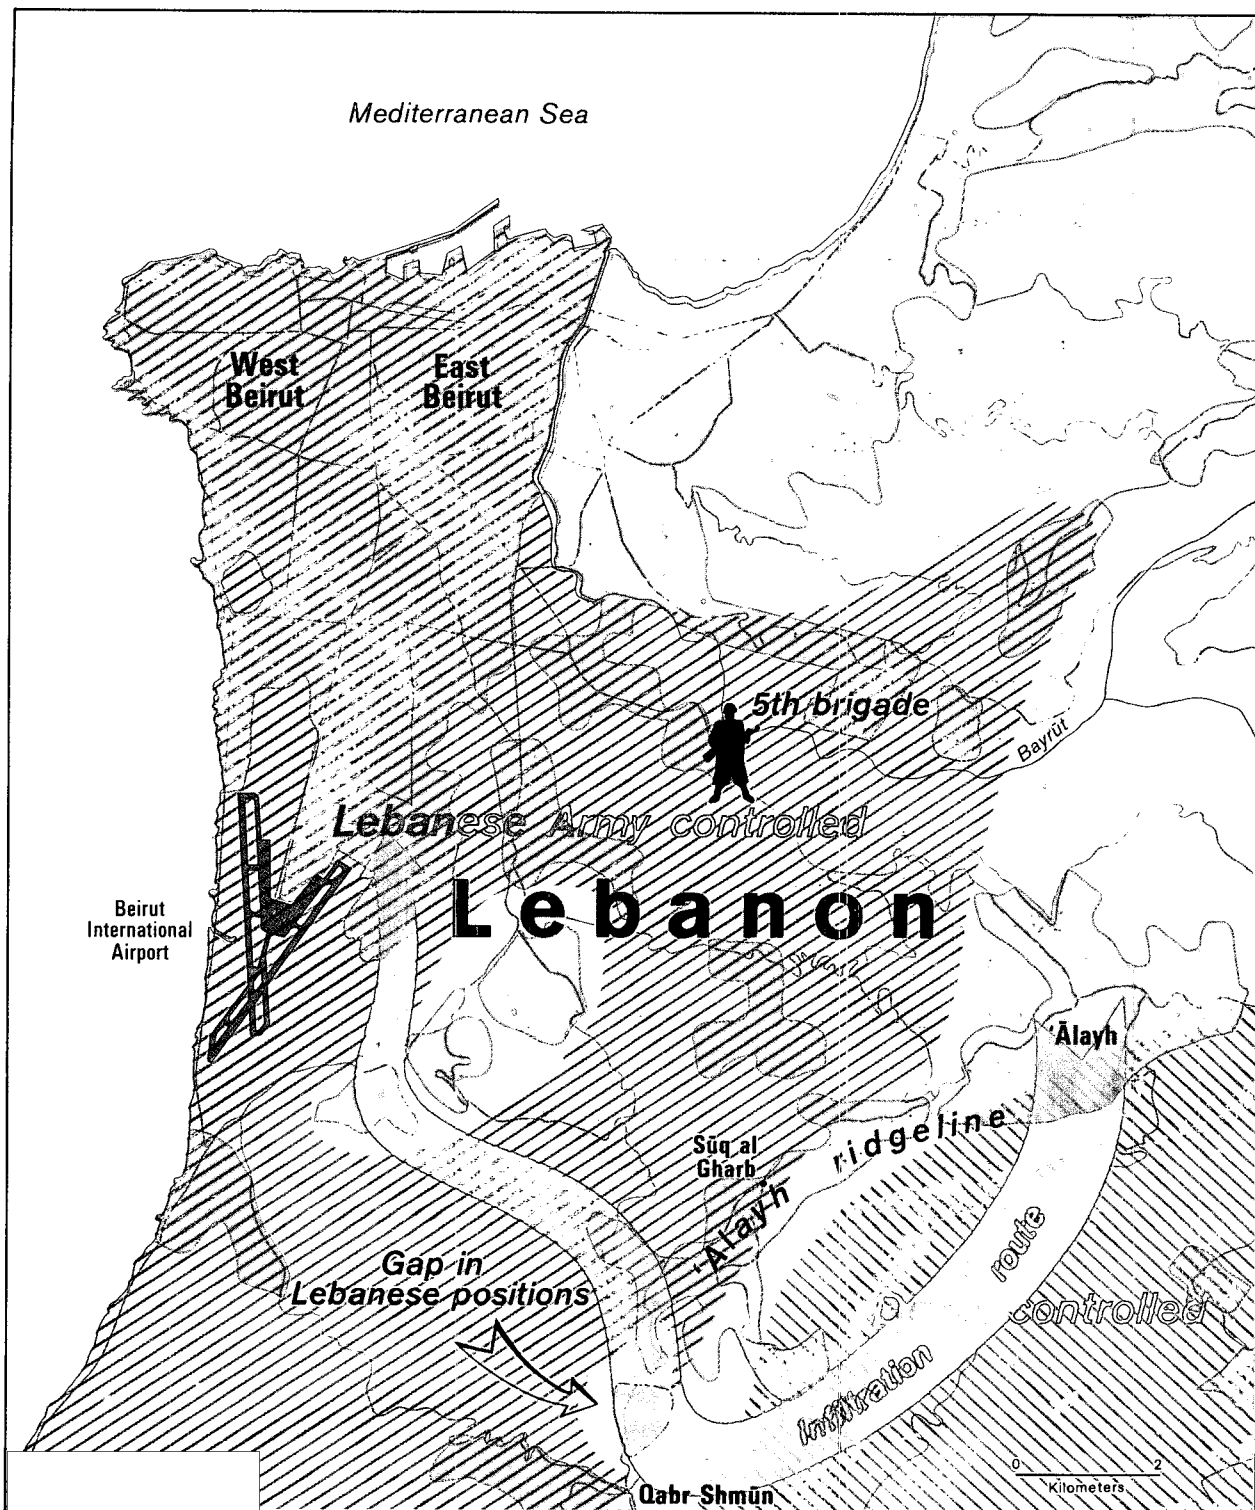 Mediterranean Sea
West
Beirut
East
Beirut
5th brigade
Bayrūt
Lebanese Army controlled
Lebanon
Beirut
International
Airport
'Ālayh
Sūq al
Gharb
'Ālayh ridgeline
Gap in
Lebanese positions
Infiltration route
controlled
0 2
Kilometers
Qabr Shmūn